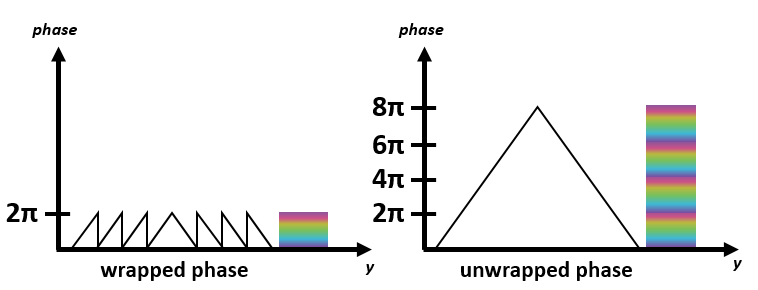 phase
2π
wrapped phase
y
phase
8π
6π
4π
2π
unwrapped phase
y